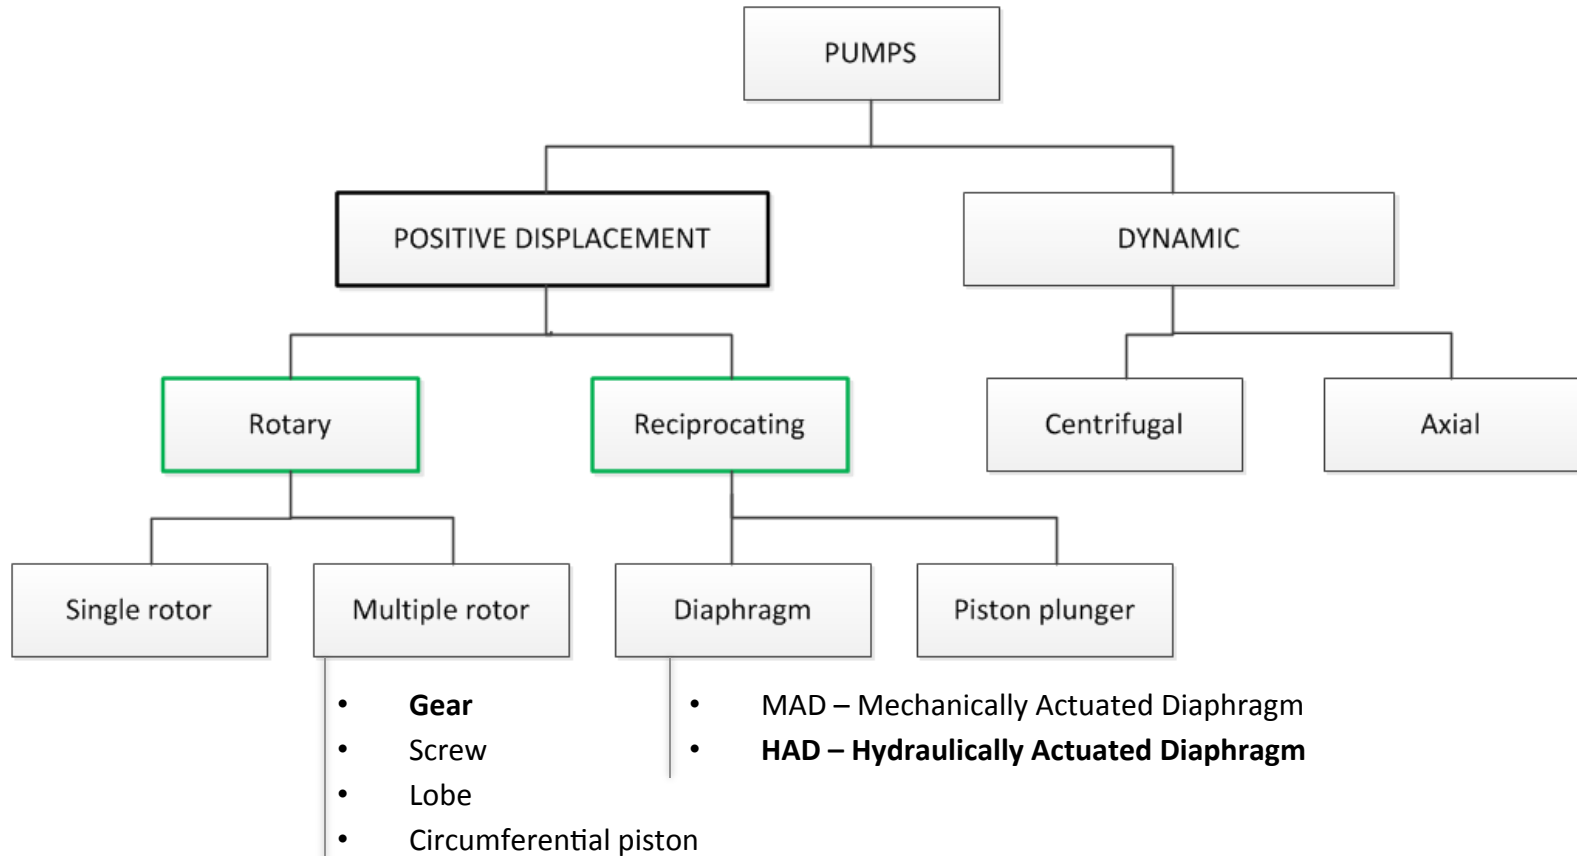 PUMPS
POSITIVE DISPLACEMENT
DYNAMIC
Rotary
Reciprocating
Centrifugal
Axial
Single rotor
Multiple rotor
Diaphragm
Piston plunger
• Gear
• Screw
• Lobe
• Circumferential piston
• MAD – Mechanically Actuated Diaphragm
• HAD – Hydraulically Actuated Diaphragm